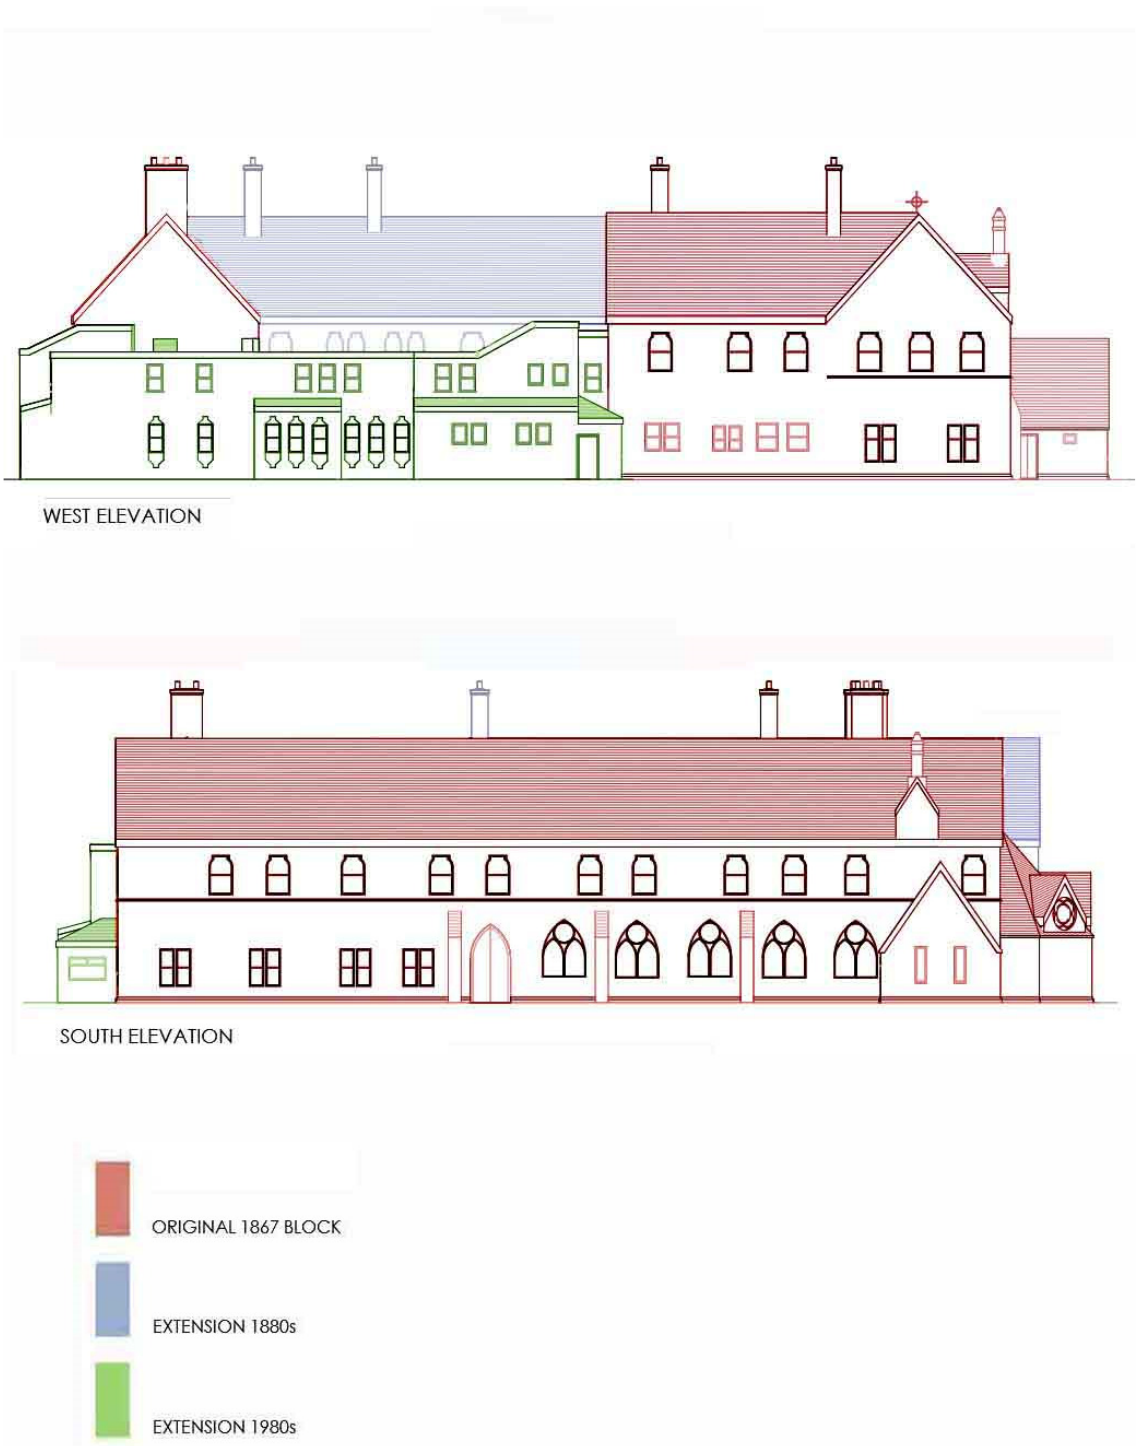 WEST ELEVATION
SOUTH ELEVATION
ORIGINAL 1867 BLOCK
EXTENSION 1880s
EXTENSION 1980s